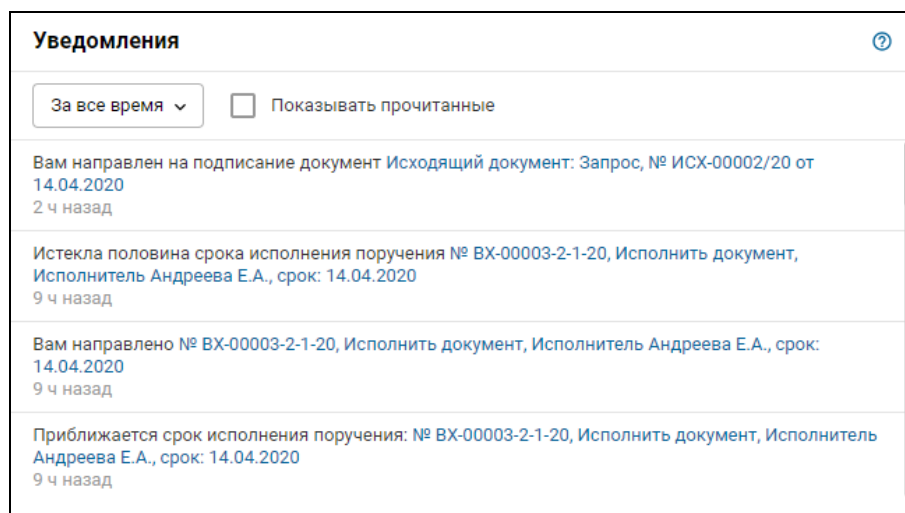 Уведомления
За все время
Показывать прочитанные
Вам направлен на подписание документ Исходящий документ: Запрос, № ИСХ-00002/20 от
14.04.2020
2 ч назад
Истекла половина срока исполнения поручения № ВХ-00003-2-1-20, Исполнить документ,
Исполнитель Андреева Е.А., срок: 14.04.2020
9 ч назад
Вам направлено № ВХ-00003-2-1-20, Исполнить документ, Исполнитель Андреева Е.А., срок:
14.04.2020
9 ч назад
Приближается срок исполнения поручения: № ВХ-00003-2-1-20, Исполнить документ, Исполнитель
Андреева Е.А., срок: 14.04.2020
9 ч назад